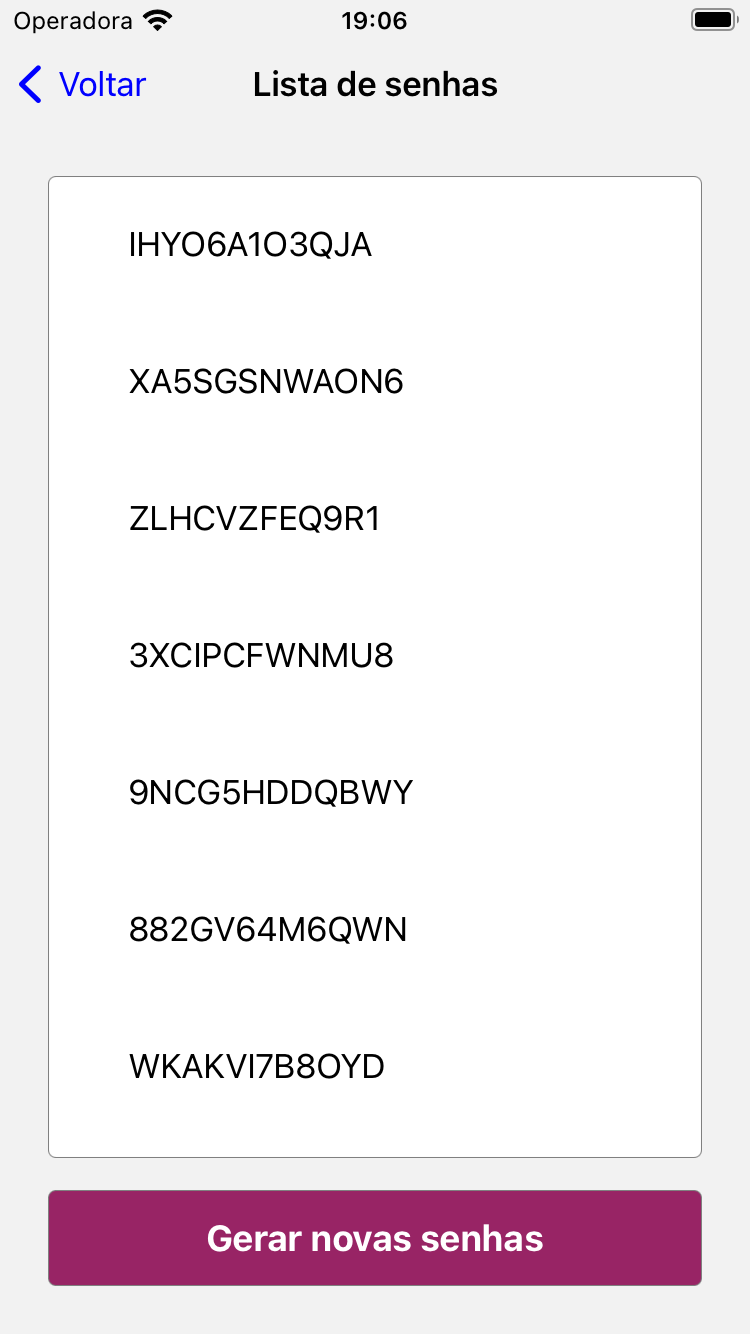 Operadora 19:06
Voltar Lista de senhas
IHYO6A1O3QJA
XA5SGSNWAON6
ZLHCVZFEQ9R1
3XCIPCFWNMU8
9NCG5HDDQBWY
882GV64M6QWN
WKAKVI7B8OYD
Gerar novas senhas